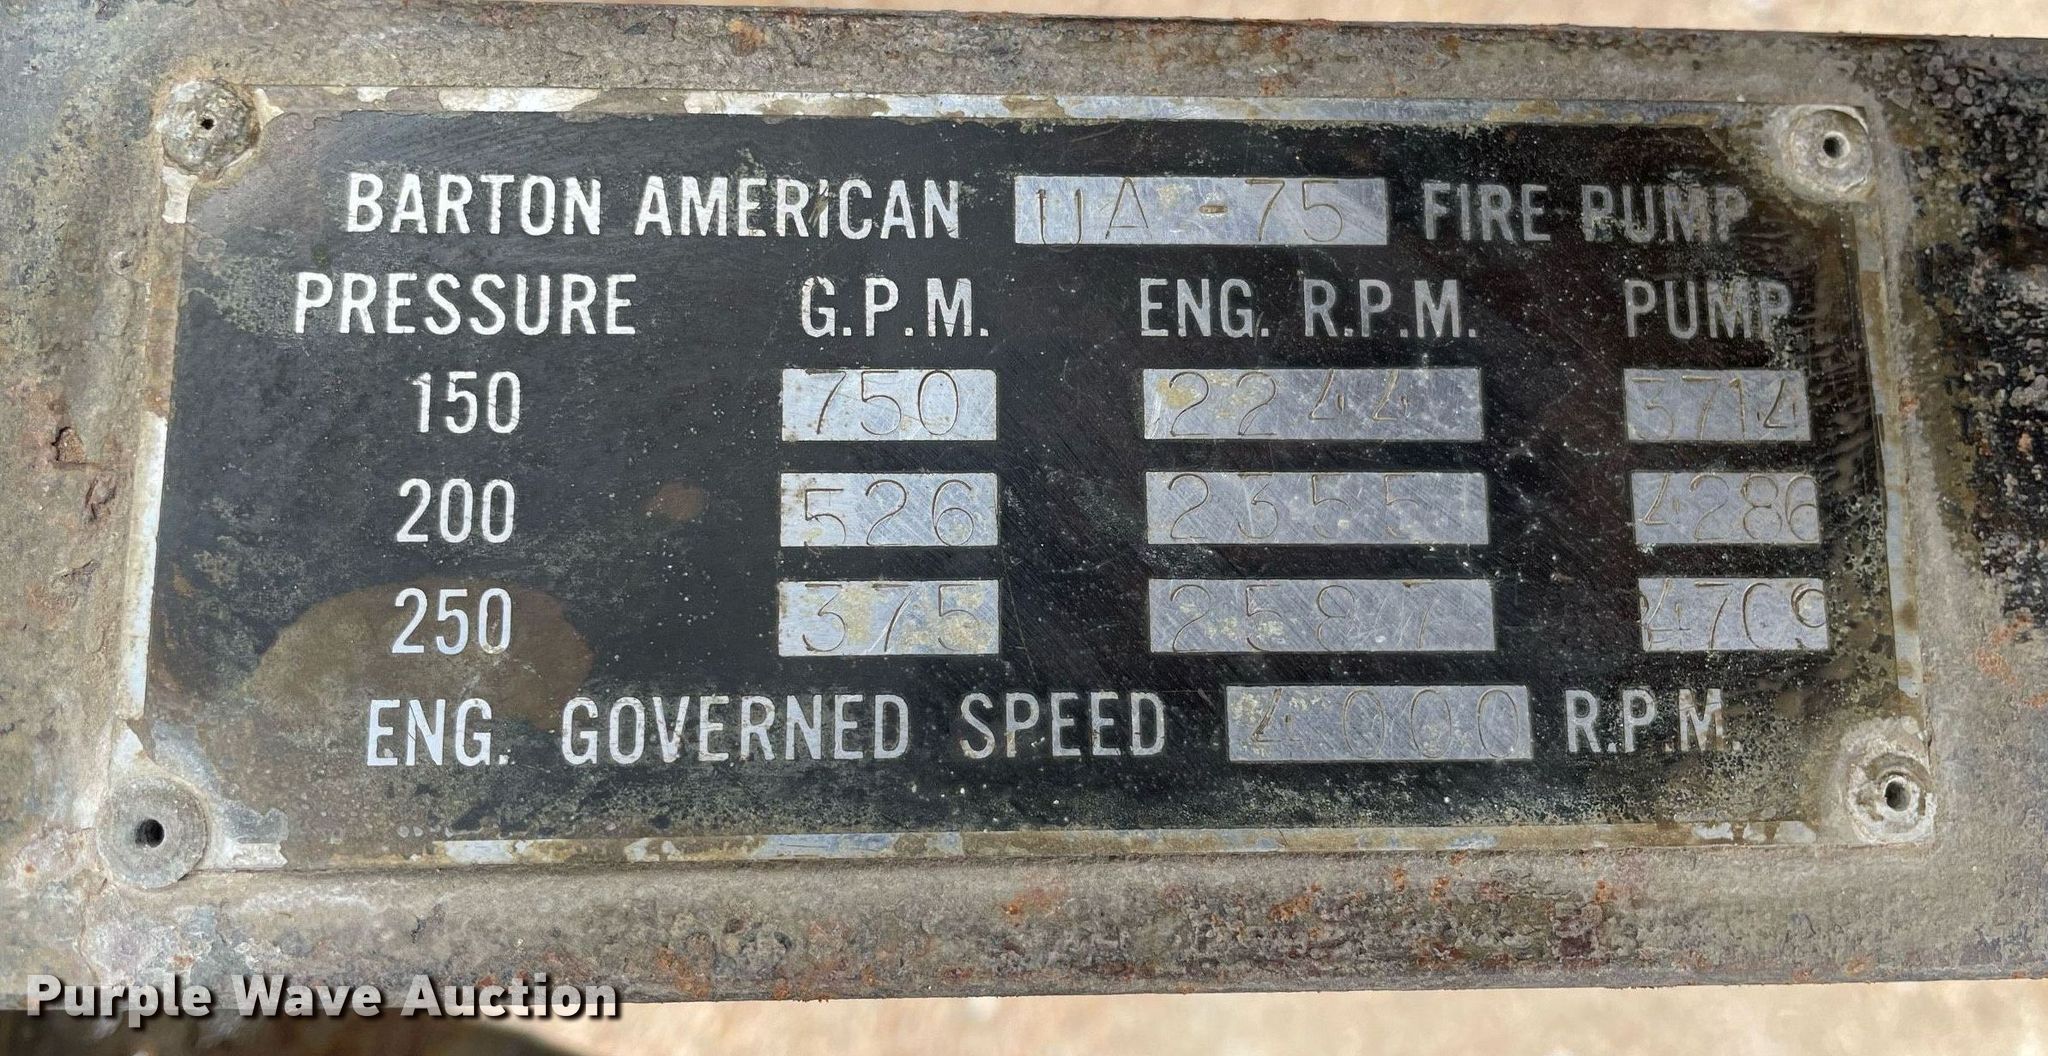 BARTON AMERICAN UA-75 FIRE PUMP
PRESSURE G.P.M. ENG. R.P.M. PUMP
150 750 2244 3714
200 526 2355 4286
250 375 2587 4709
ENG. GOVERNED SPEED 4000 R.P.M.
Purple Wave Auction